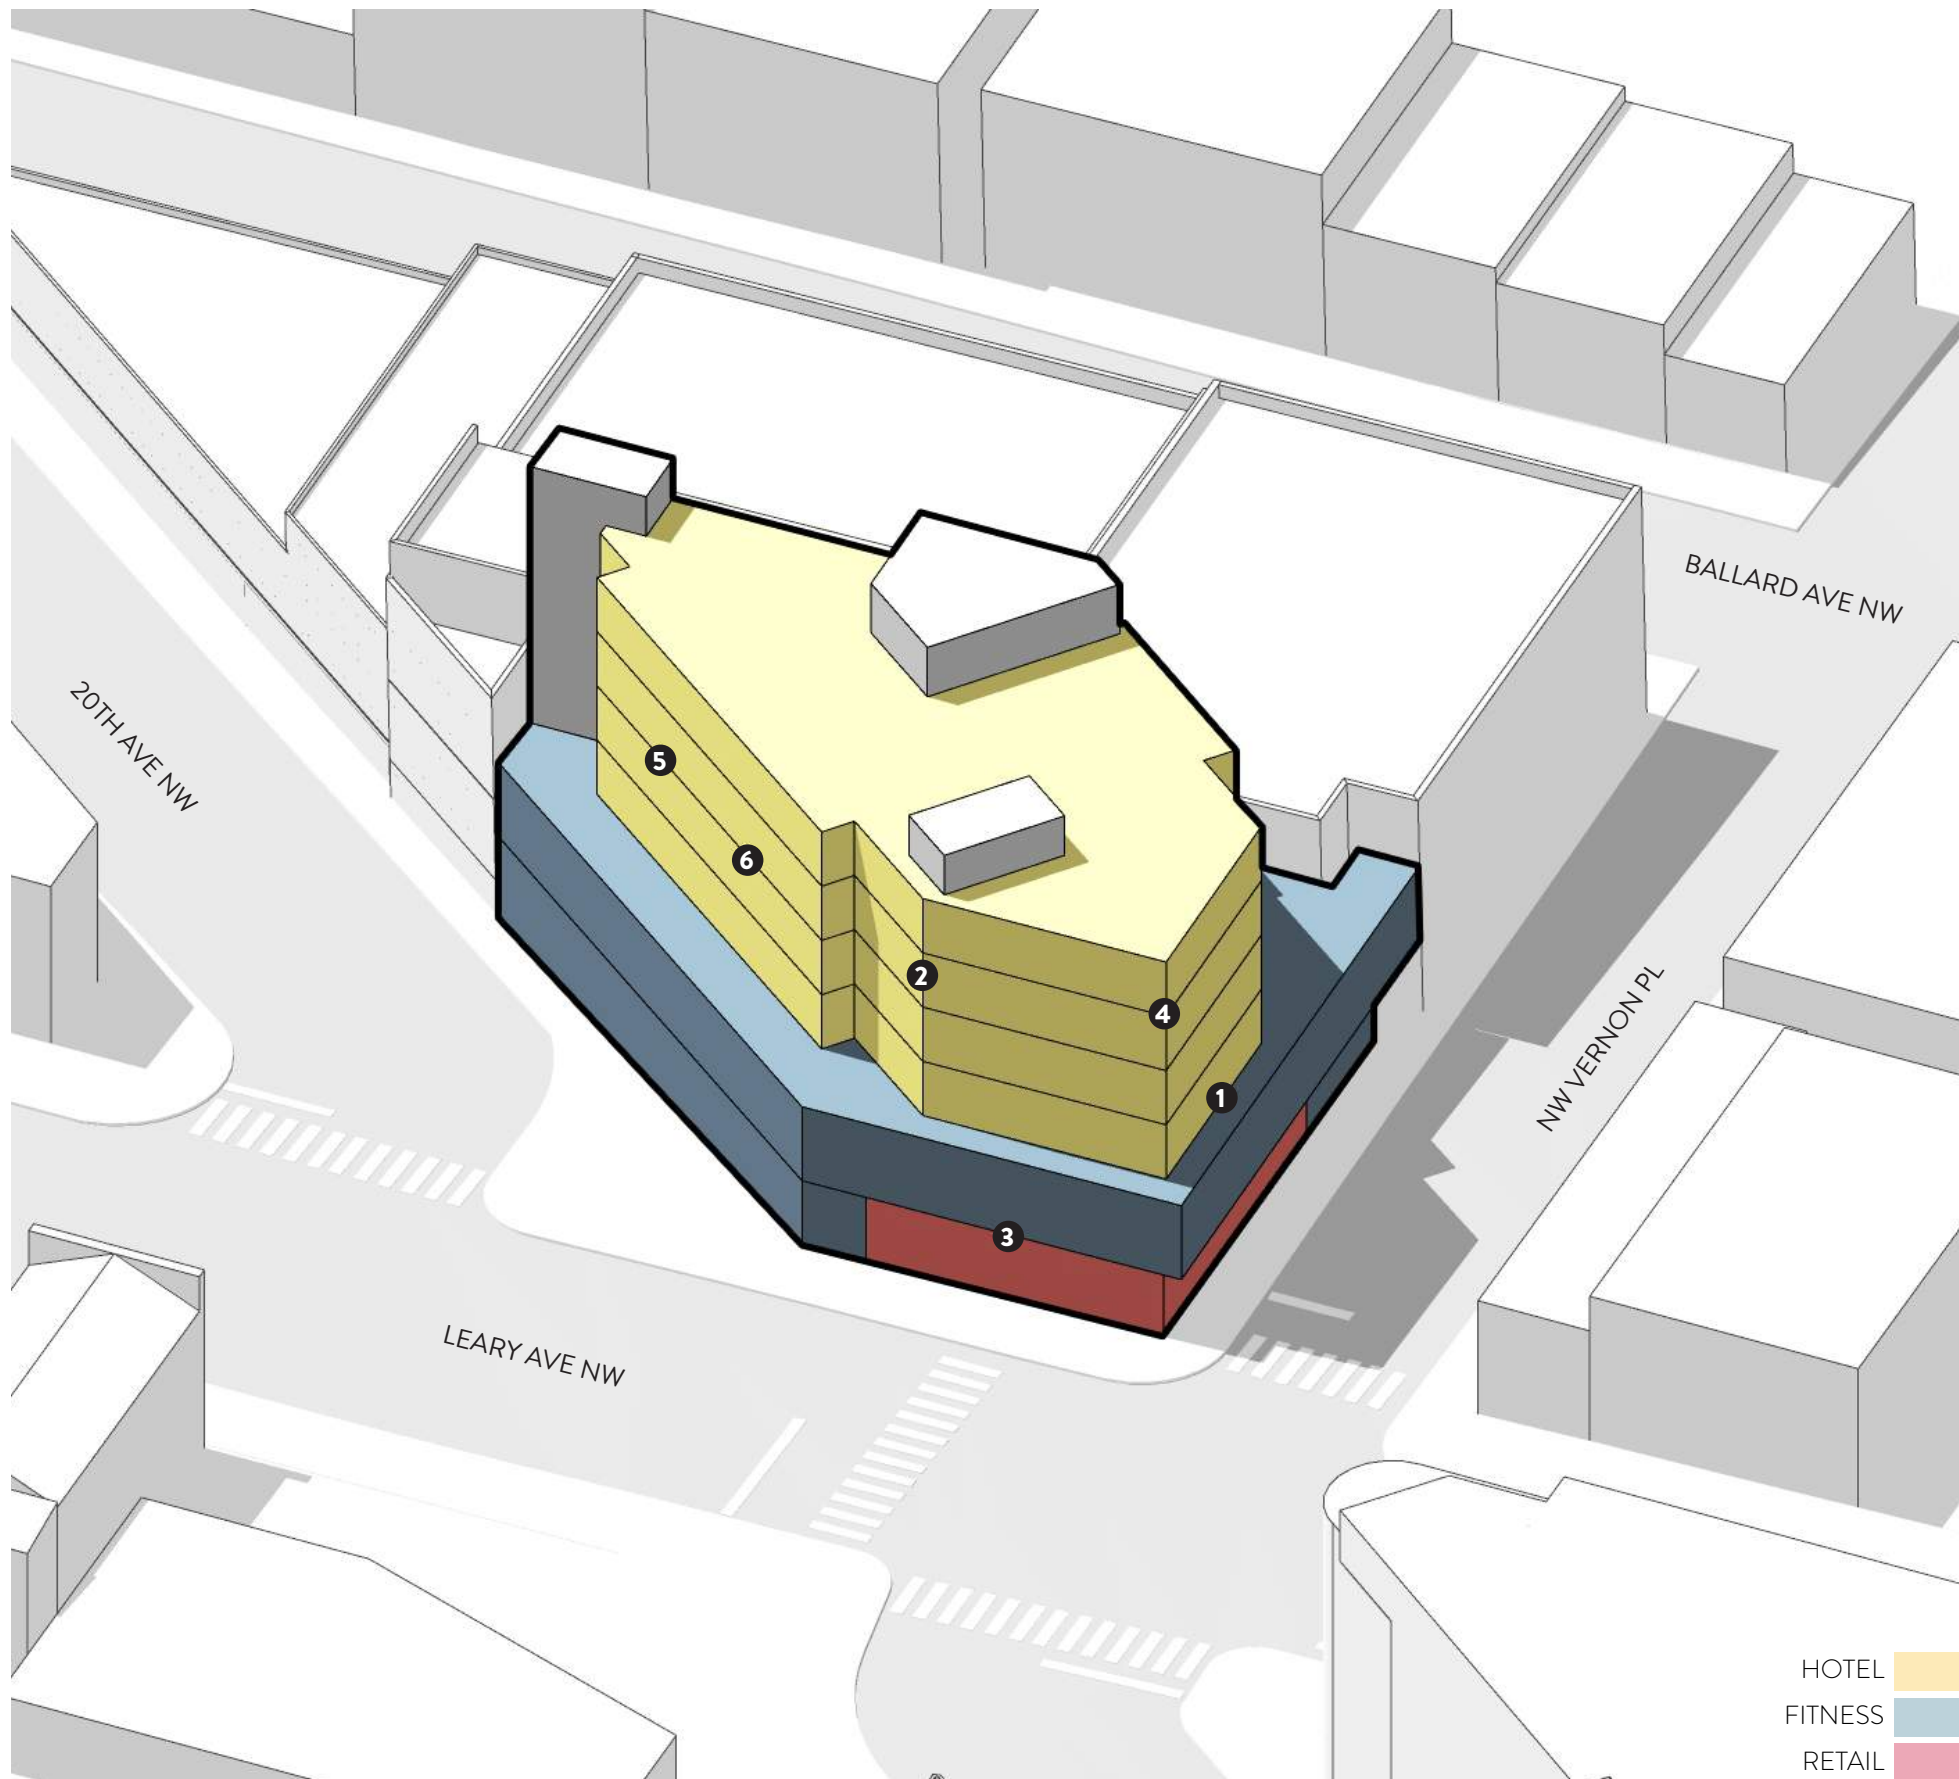 BALLARD AVE NW
20TH AVE NW
5
6
2
4
NW VERNON PL
1
3
LEARY AVE NW
HOTEL
FITNESS
RETAIL